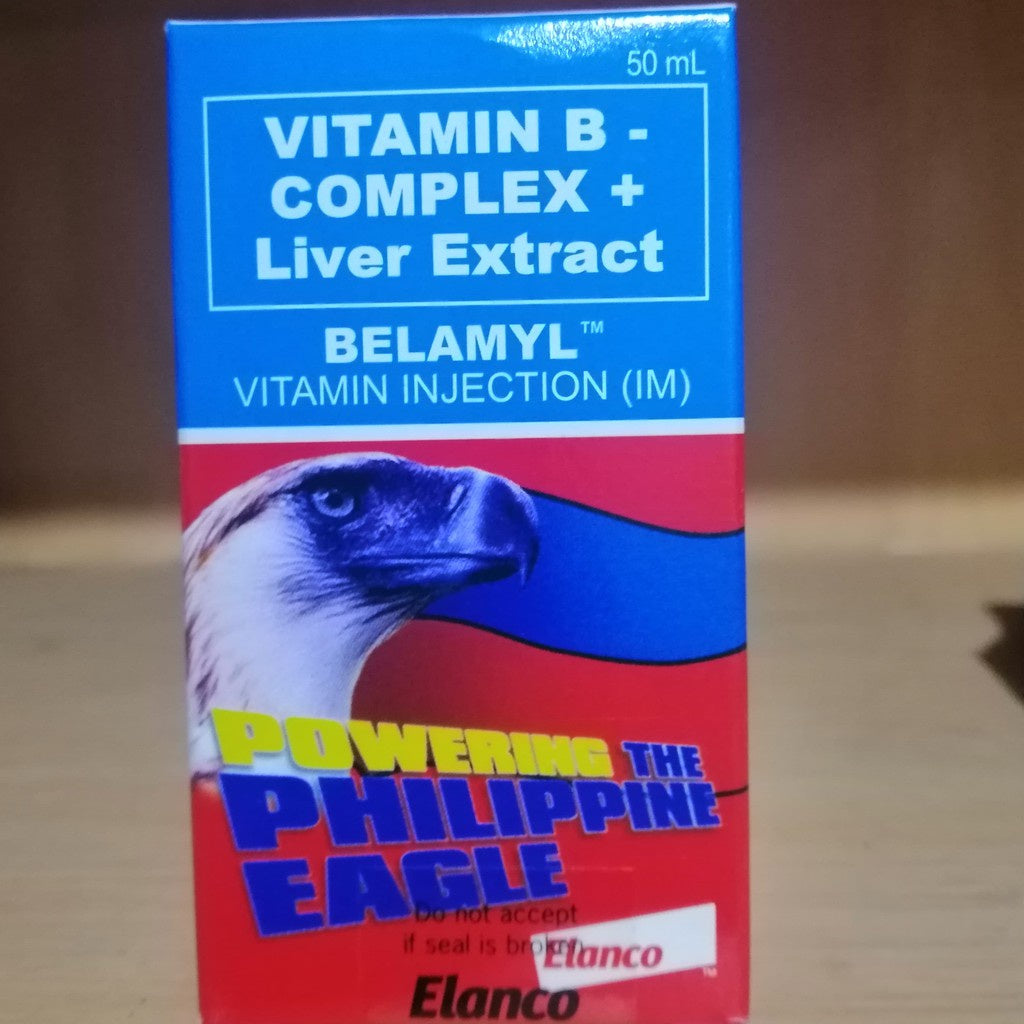 50 mL
VITAMIN B -
COMPLEX +
Liver Extract
BELAMYL™
VITAMIN INJECTION (IM)
POWERING THE
PHILIPPINE
EAGLE
Do not accept
if seal is broken
Elanco™
Elanco